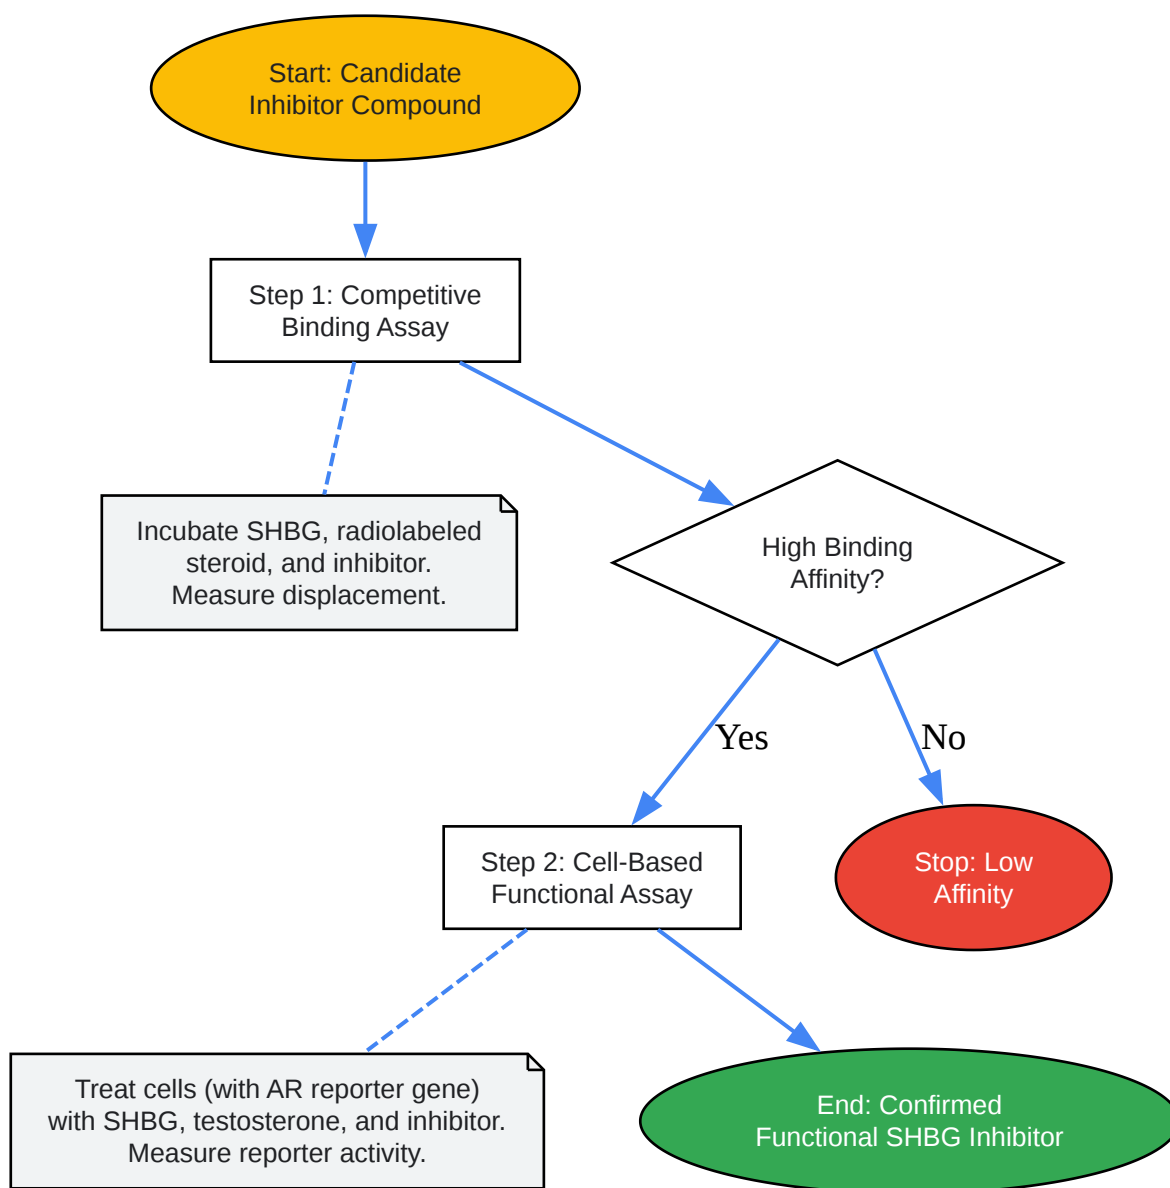 Start: Candidate
Inhibitor Compound
Step 1: Competitive
Binding Assay
Incubate SHBG, radiolabeled
steroid, and inhibitor.
Measure displacement.
High Binding
Affinity?
Yes
No
Step 2: Cell-Based
Functional Assay
Stop: Low
Affinity
Treat cells (with AR reporter gene)
with SHBG, testosterone, and inhibitor.
Measure reporter activity.
End: Confirmed
Functional SHBG Inhibitor